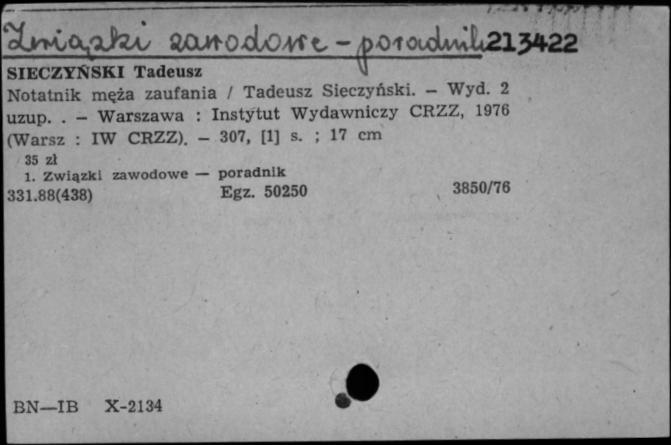 Związki zawodowe - poradnik 213422
SIECZYŃSKI Tadeusz
Notatnik męża zaufania / Tadeusz Sieczyński. — Wyd. 2
uzup. . — Warszawa : Instytut Wydawniczy CRZZ, 1976
(Warsz : IW CRZZ). — 307, [1] s. ; 17 cm
35 zł
1. Związki zawodowe — poradnik
331.88(438) Egz. 50250 3850/76
BN—IB X-2134